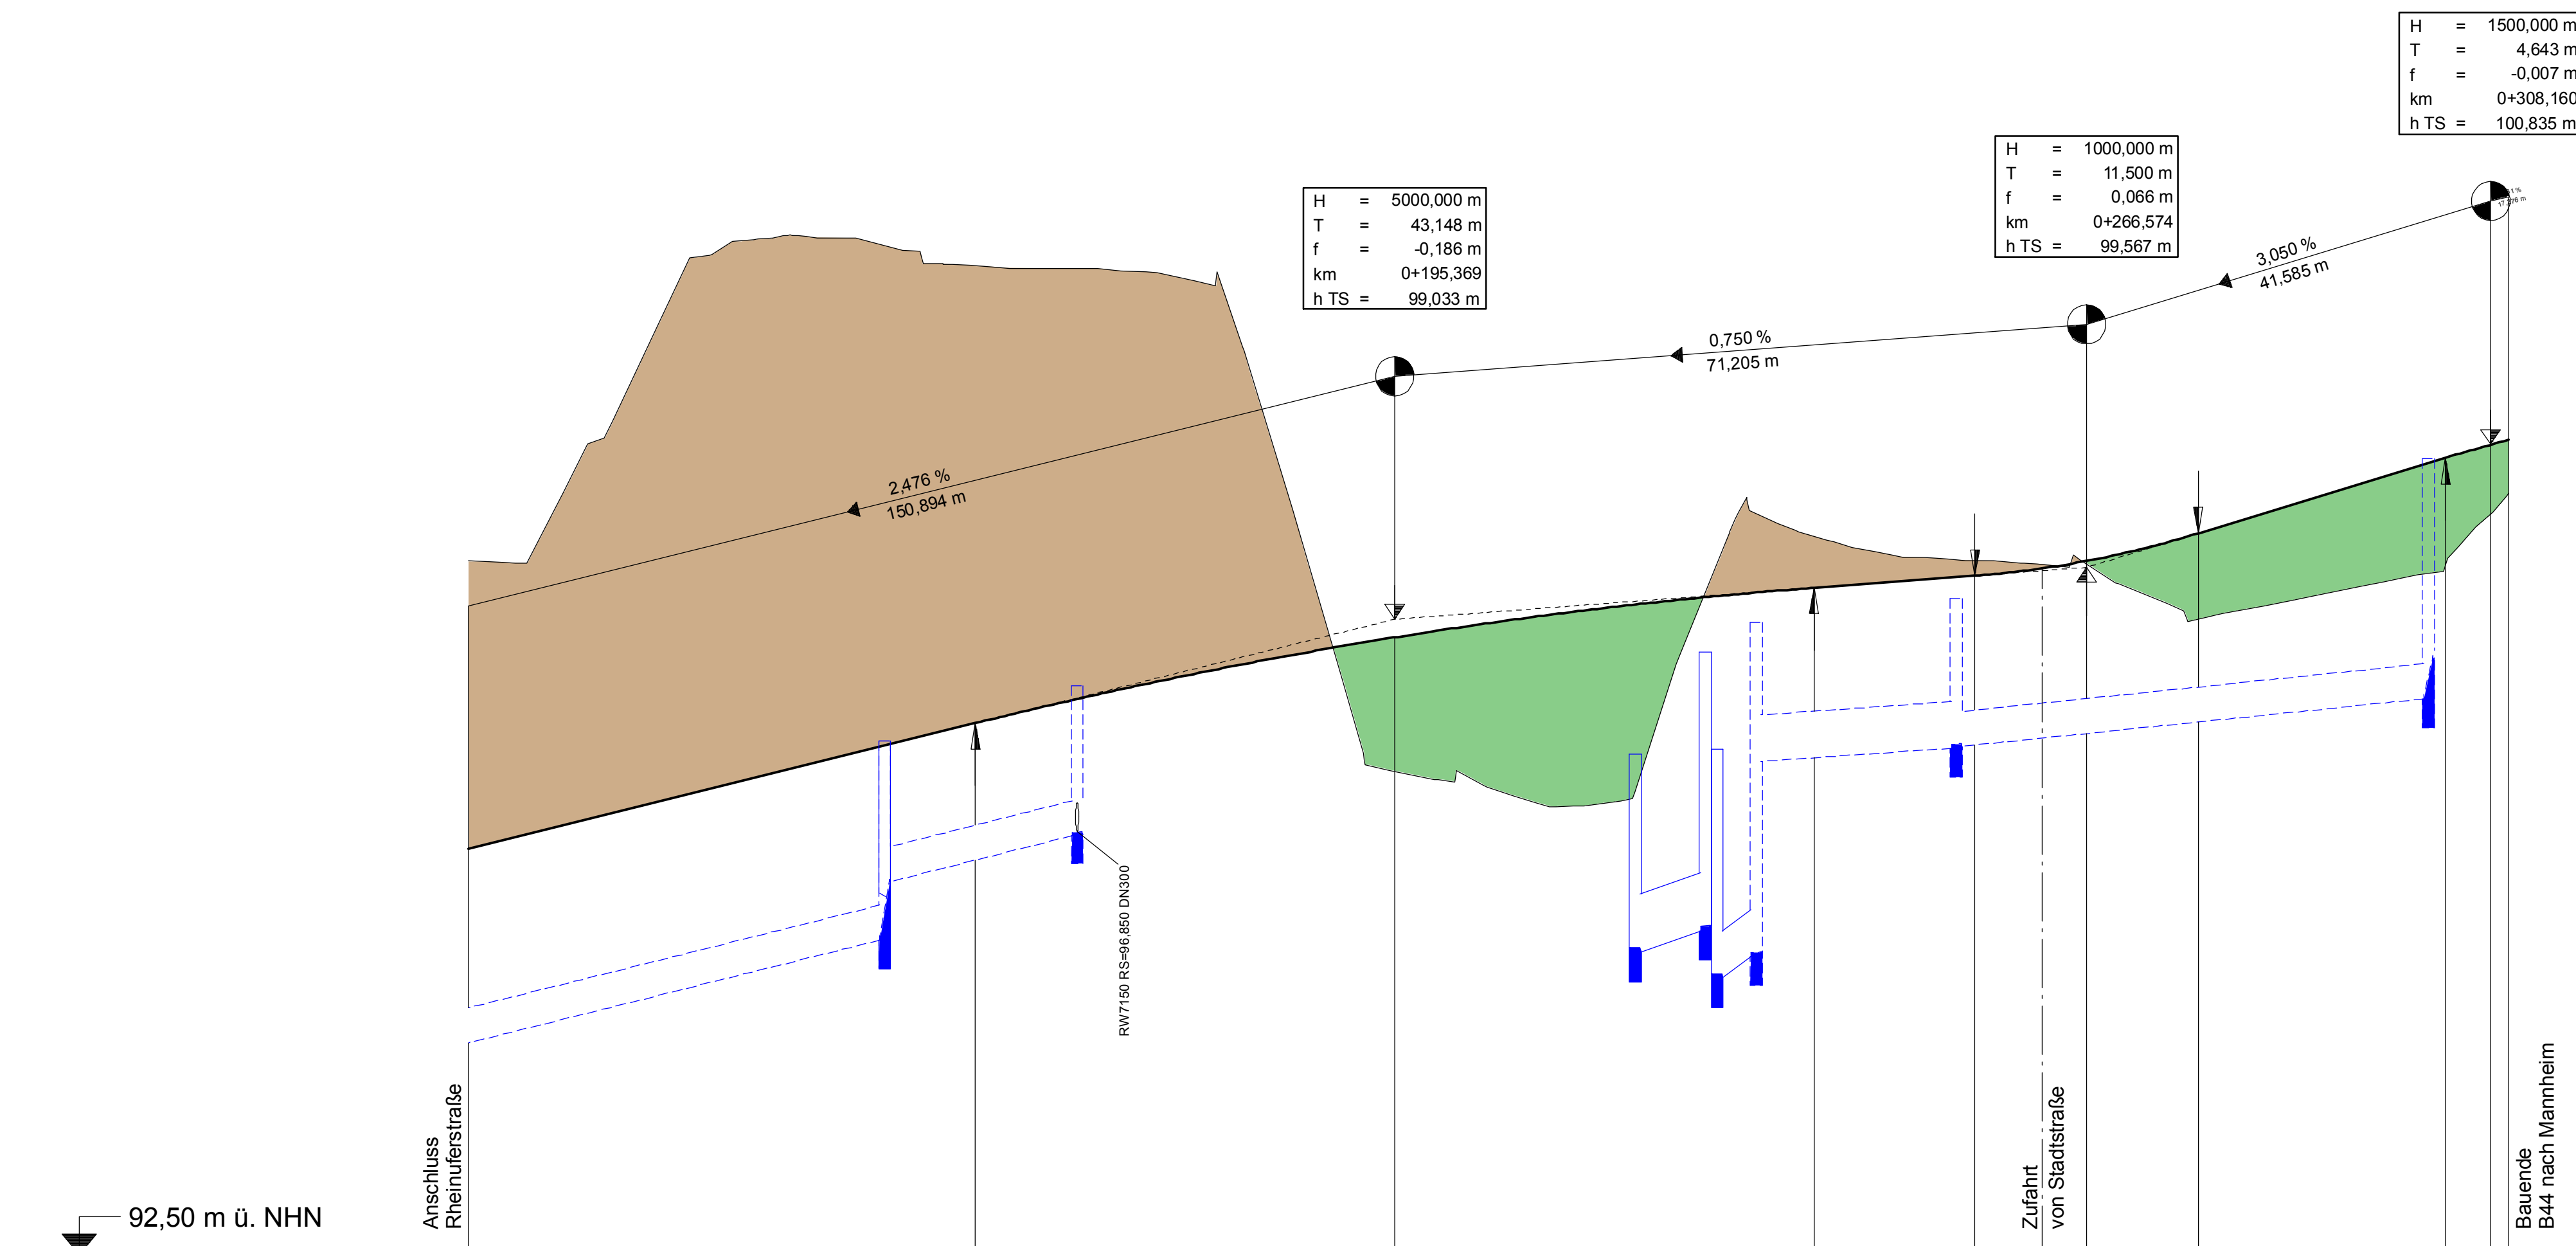 H = 1500,000 m
T = 4,643 m
f = -0,007 m
km 0+308,160
h TS = 100,835 m
H = 1000,000 m
T = 11,500 m
f = 0,066 m
km 0+266,574
h TS = 99,567 m
H = 5000,000 m
T = 43,148 m
f = -0,186 m
km 0+195,369
h TS = 99,033 m
3,050 %
41,585 m
0,750 %
71,205 m
2,476 %
150,894 m
RW7150 RS=96,850 DN300
Anschluss
Rheinuferstraße
Zufahrt
von Stadtstraße
Bauende
B44 nach Mannheim
92,50 m ü. NHN